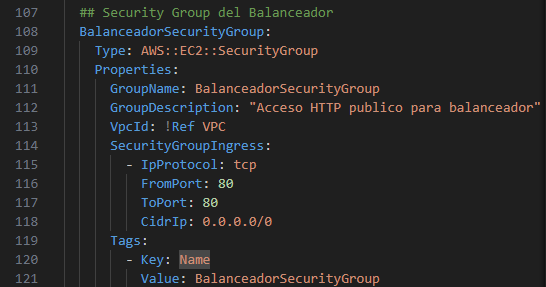 107 ## Security Group del Balanceador
108 BalanceadorSecurityGroup:
109 Type: AWS::EC2::SecurityGroup
110 Properties:
111 GroupName: BalanceadorSecurityGroup
112 GroupDescription: "Acceso HTTP publico para balanceador"
113 VpcId: !Ref VPC
114 SecurityGroupIngress:
115 - IpProtocol: tcp
116 FromPort: 80
117 ToPort: 80
118 CidrIp: 0.0.0.0/0
119 Tags:
120 - Key: Name
121 Value: BalanceadorSecurityGroup